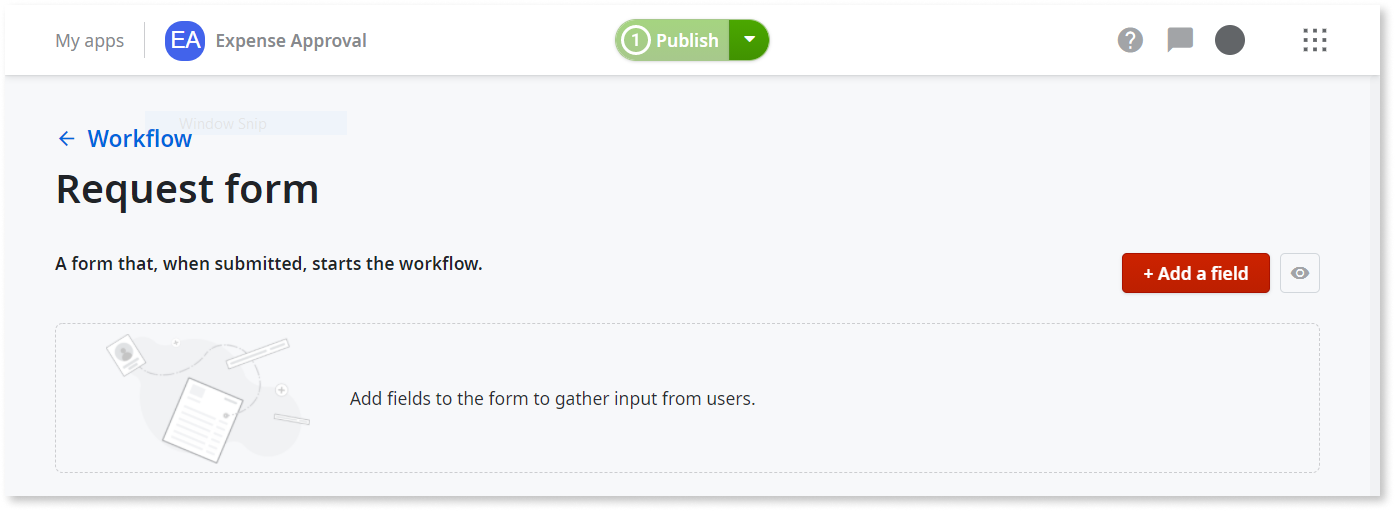 My apps
EA
Expense Approval
1 Publish
Window Snip
← Workflow
Request form
A form that, when submitted, starts the workflow.
+ Add a field
Add fields to the form to gather input from users.